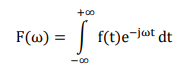 F(ω) = ∫_{−∞}^{+∞} f(t)e^{−jωt} dt